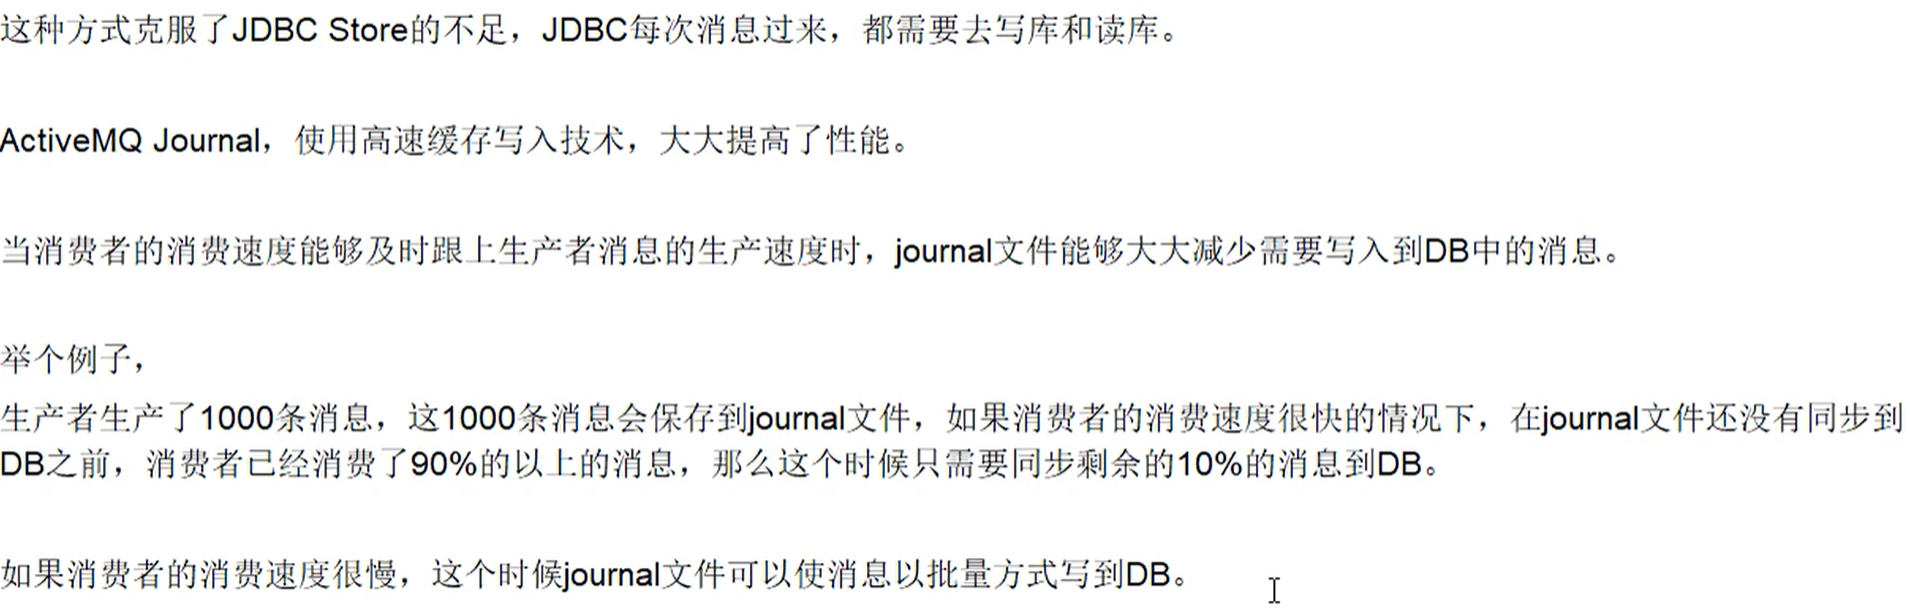 这种方式克服了JDBC Store的不足，JDBC每次消息过来，都需要去写库和读库。
ActiveMQ Journal，使用高速缓存写入技术，大大提高了性能。
当消费者的消费速度能够及时跟上生产者消息的生产速度时，journal文件能够大大减少需要写入到DB中的消息。
举个例子，
生产者生产了1000条消息，这1000条消息会保存到journal文件，如果消费者的消费速度很快的情况下，在journal文件还没有同步到
DB之前，消费者已经消费了90%的以上的消息，那么这个时候只需要同步剩余的10%的消息到DB。
如果消费者的消费速度很慢，这个时候journal文件可以使消息以批量方式写到DB。